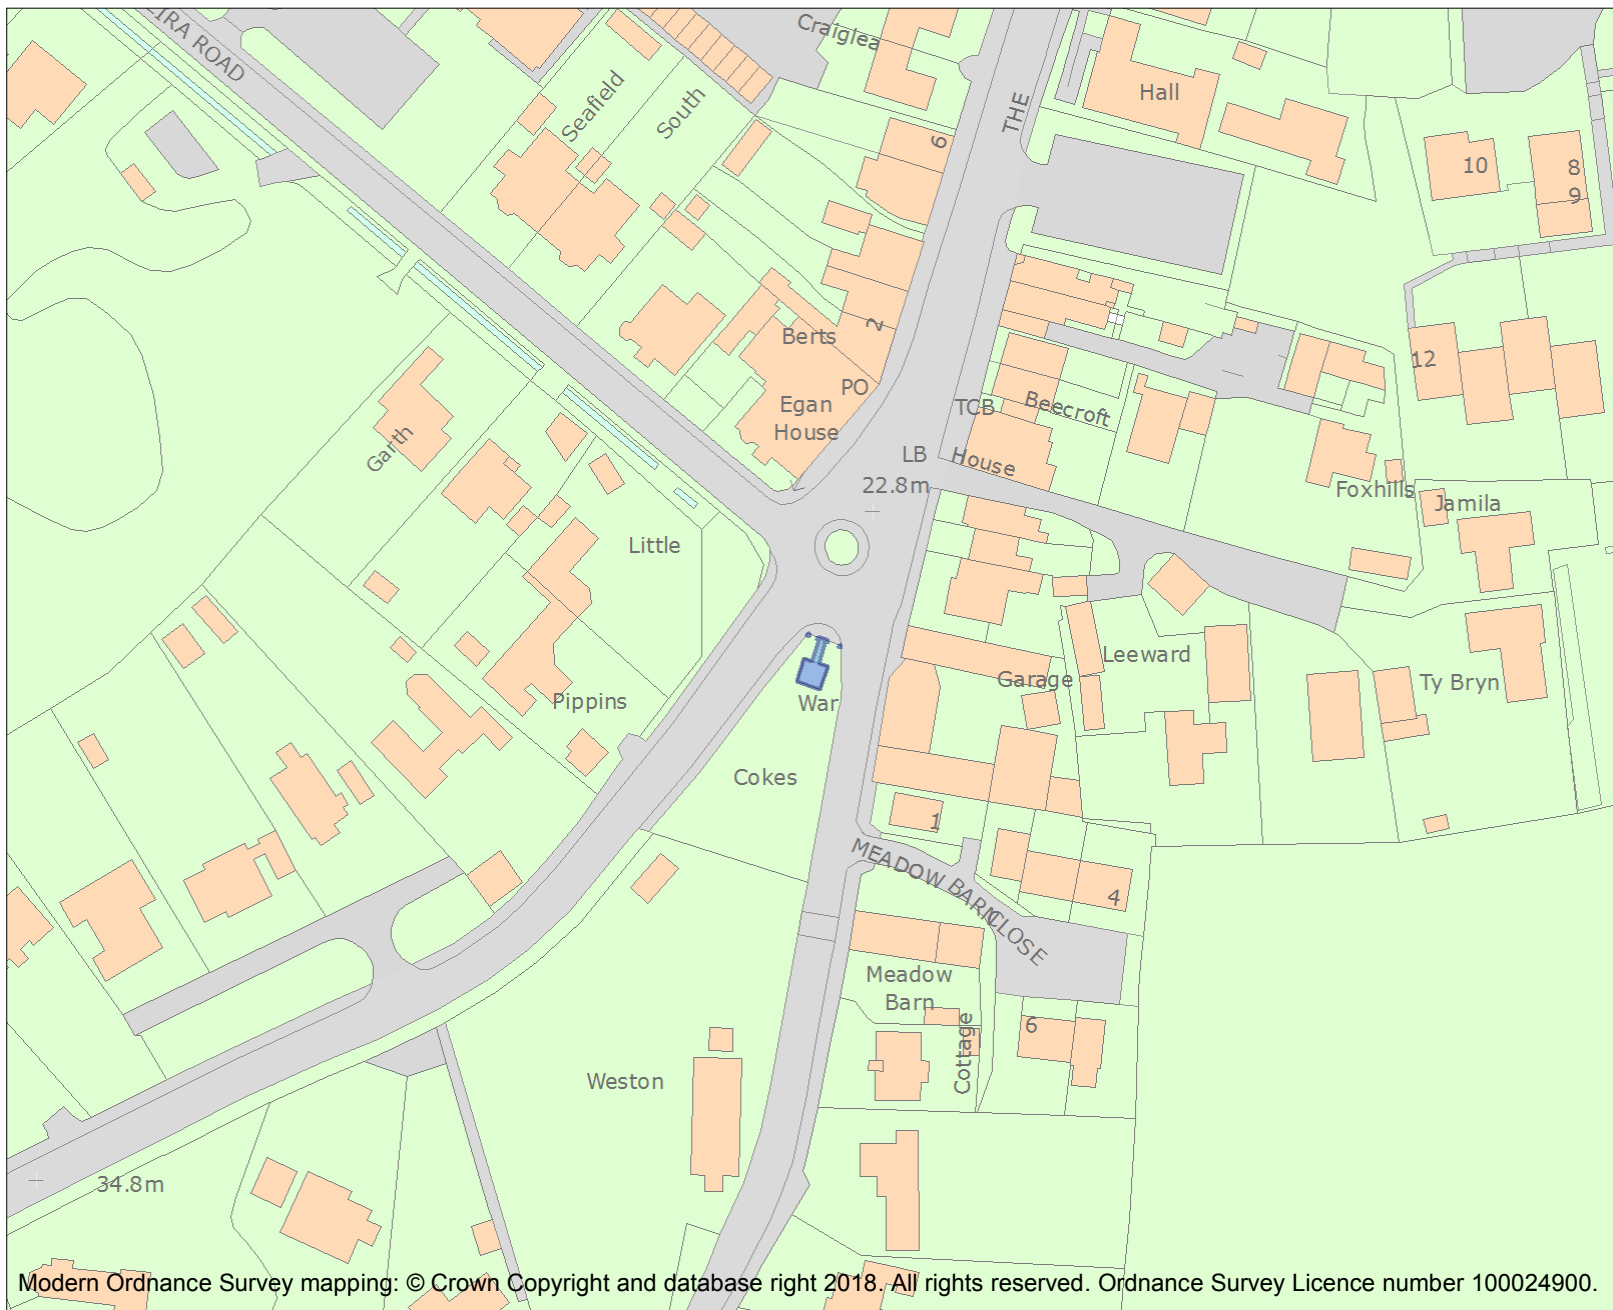 EIRA ROAD
Craiglea
THE
Hall
Seafield
South
6
10
8
9
Berts
2
PO
Egan
House
TCB
Beecroft
House
LB
22.8m
12
Foxhills
Jamila
Garth
Little
Leeward
Garage
Ty Bryn
Pippins
War
Cokes
1
MEADOW BARN
CLOSE
4
Meadow
Barn
Cottage
6
Weston
34.8m
Modern Ordnance Survey mapping: © Crown Copyright and database right 2018. All rights reserved. Ordnance Survey Licence number 100024900.